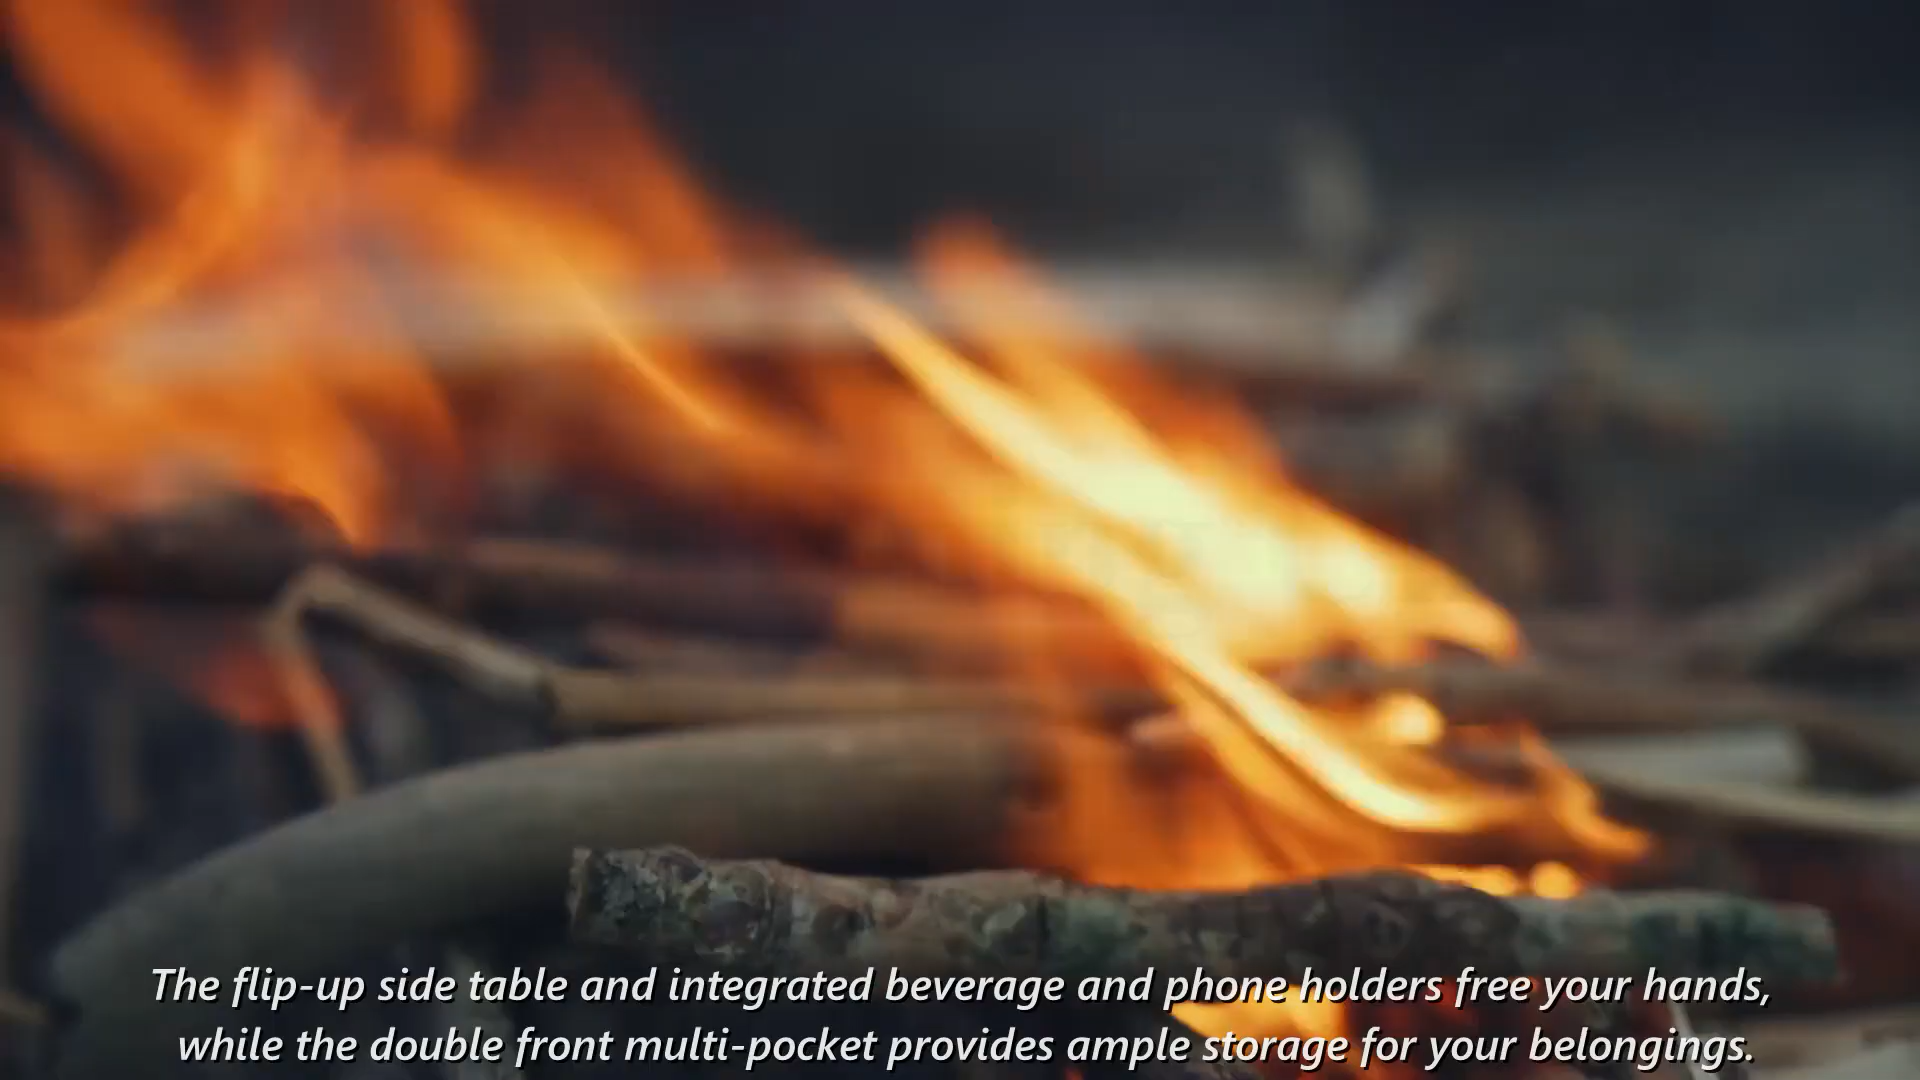 The flip-up side table and integrated beverage and phone holders free your hands,
while the double front multi-pocket provides ample storage for your belongings.